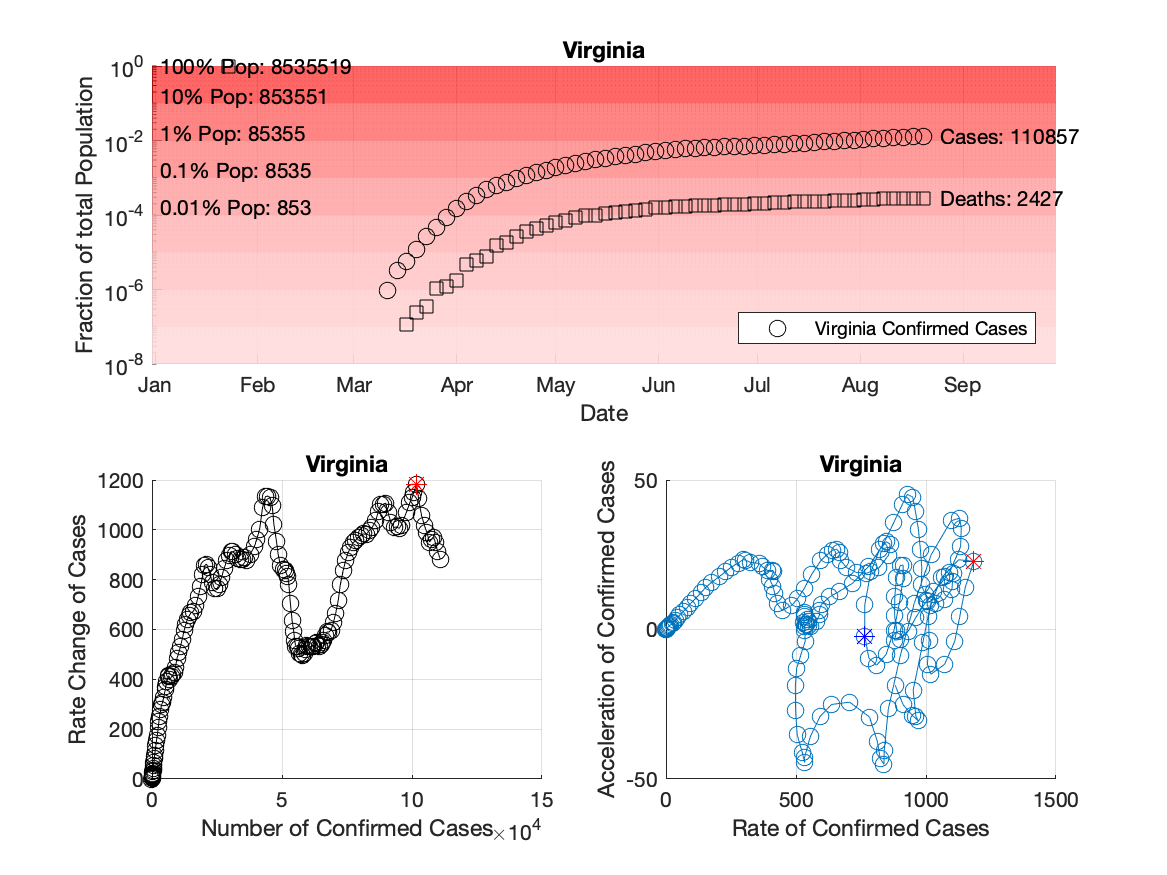 Virginia
10^0
100% Pop: 8535519
10% Pop: 853551
10^-2
1% Pop: 85355
Cases: 110857
0.1% Pop: 8535
Deaths: 2427
10^-4
0.01% Pop: 853
10^-6
Virginia Confirmed Cases
10^-8
Fraction of total Population
Jan Feb Mar Apr May Jun Jul Aug Sep
Date
Virginia
1200
1000
800
600
400
200
0
Rate Change of Cases
0 5 10 15
Number of Confirmed Cases ×10^4
Virginia
50
0
-50
Acceleration of Confirmed Cases
0 500 1000 1500
Rate of Confirmed Cases